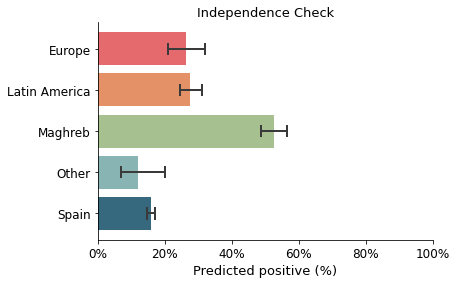 Independence Check
Europe
Latin America
Maghreb
Other
Spain
0% 20% 40% 60% 80% 100%
Predicted positive (%)